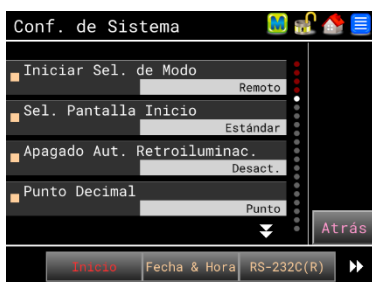 Conf. de Sistema
M
Iniciar Sel. de Modo
Remoto
Sel. Pantalla Inicio
Estándar
Apagado Aut. Retroiluminac.
Desact.
Punto Decimal
Punto
Atrás
Inicio
Fecha & Hora
RS-232C(R)